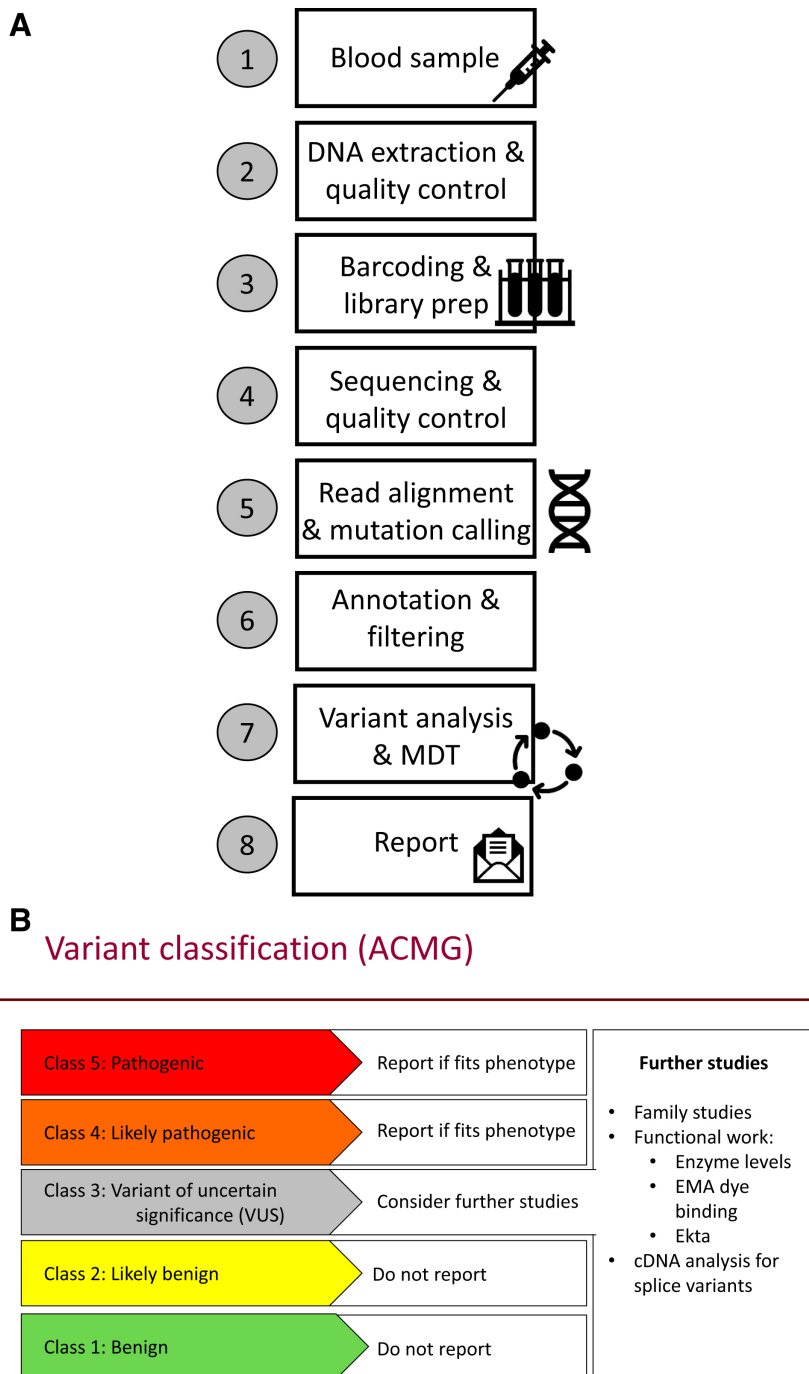 A
1
Blood sample
2
DNA extraction &
quality control
3
Barcoding &
library prep
4
Sequencing &
quality control
5
Read alignment
& mutation calling
6
Annotation &
filtering
7
Variant analysis
& MDT
8
Report
B
Variant classification (ACMG)
Class 5: Pathogenic
Report if fits phenotype
Class 4: Likely pathogenic
Report if fits phenotype
Class 3: Variant of uncertain
significance (VUS)
Consider further studies
Class 2: Likely benign
Do not report
Class 1: Benign
Do not report
Further studies
• Family studies
• Functional work:
• Enzyme levels
• EMA dye
binding
• Ekta
• cDNA analysis for
splice variants